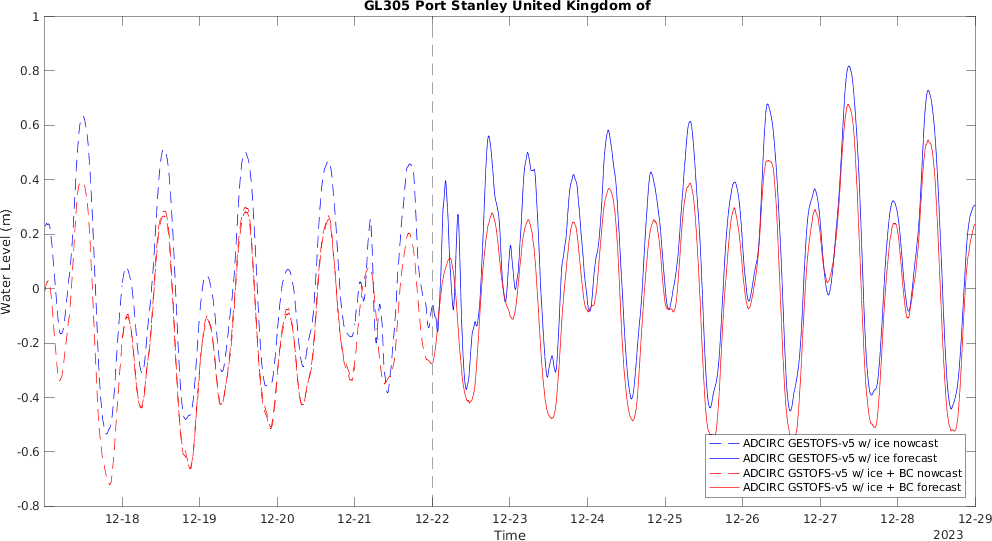 GL305 Port Stanley United Kingdom of
1
0.8
0.6
0.4
0.2
0
-0.2
-0.4
-0.6
-0.8
Water Level (m)
12-18 12-19 12-20 12-21 12-22 12-23 12-24 12-25 12-26 12-27 12-28 12-29
Time
2023
ADCIRC GESTOFS-v5 w/ ice nowcast
ADCIRC GESTOFS-v5 w/ ice forecast
ADCIRC GSTOFS-v5 w/ ice + BC nowcast
ADCIRC GSTOFS-v5 w/ ice + BC forecast